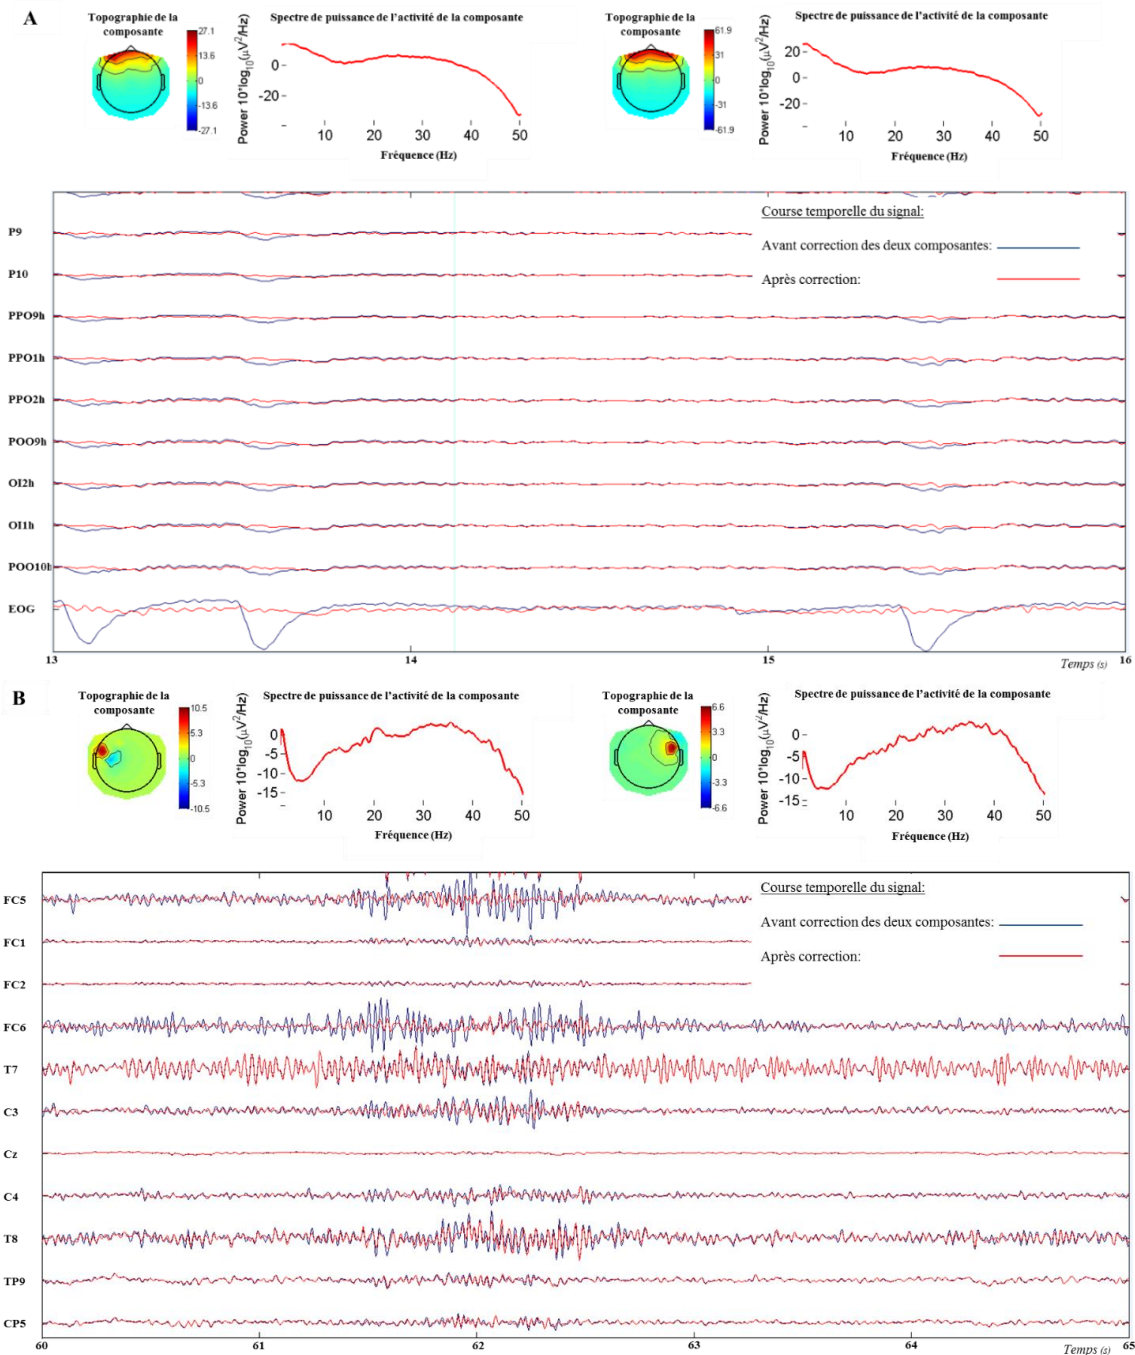 A
Topographie de la
composante
27.1
13.6
0
-13.6
-27.1
Spectre de puissance de l'activité de la composante
Power 10*log10(µV2/Hz)
0
-20
10 20 30 40 50
Fréquence (Hz)
Topographie de la
composante
61.9
31
0
-31
-61.9
Spectre de puissance de l'activité de la composante
Power 10*log10(µV2/Hz)
20
0
-20
10 20 30 40 50
Fréquence (Hz)
Course temporelle du signal:
Avant correction des deux composantes:
Après correction:
P9
P10
PPO9h
PPO1h
PPO2h
POO9h
OI2h
OI1h
POO10h
EOG
13 14 15 16
Temps (s)
B
Topographie de la
composante
10.5
5.3
0
-5.3
-10.5
Spectre de puissance de l'activité de la composante
Power 10*log10(µV2/Hz)
0
-5
-10
-15
10 20 30 40 50
Fréquence (Hz)
Topographie de la
composante
6.6
3.3
0
-3.3
-6.6
Spectre de puissance de l'activité de la composante
Power 10*log10(µV2/Hz)
0
-5
-10
-15
10 20 30 40 50
Fréquence (Hz)
Course temporelle du signal:
Avant correction des deux composantes:
Après correction:
FC5
FC1
FC2
FC6
T7
C3
Cz
C4
T8
TP9
CP5
60 61 62 63 64 65
Temps (s)